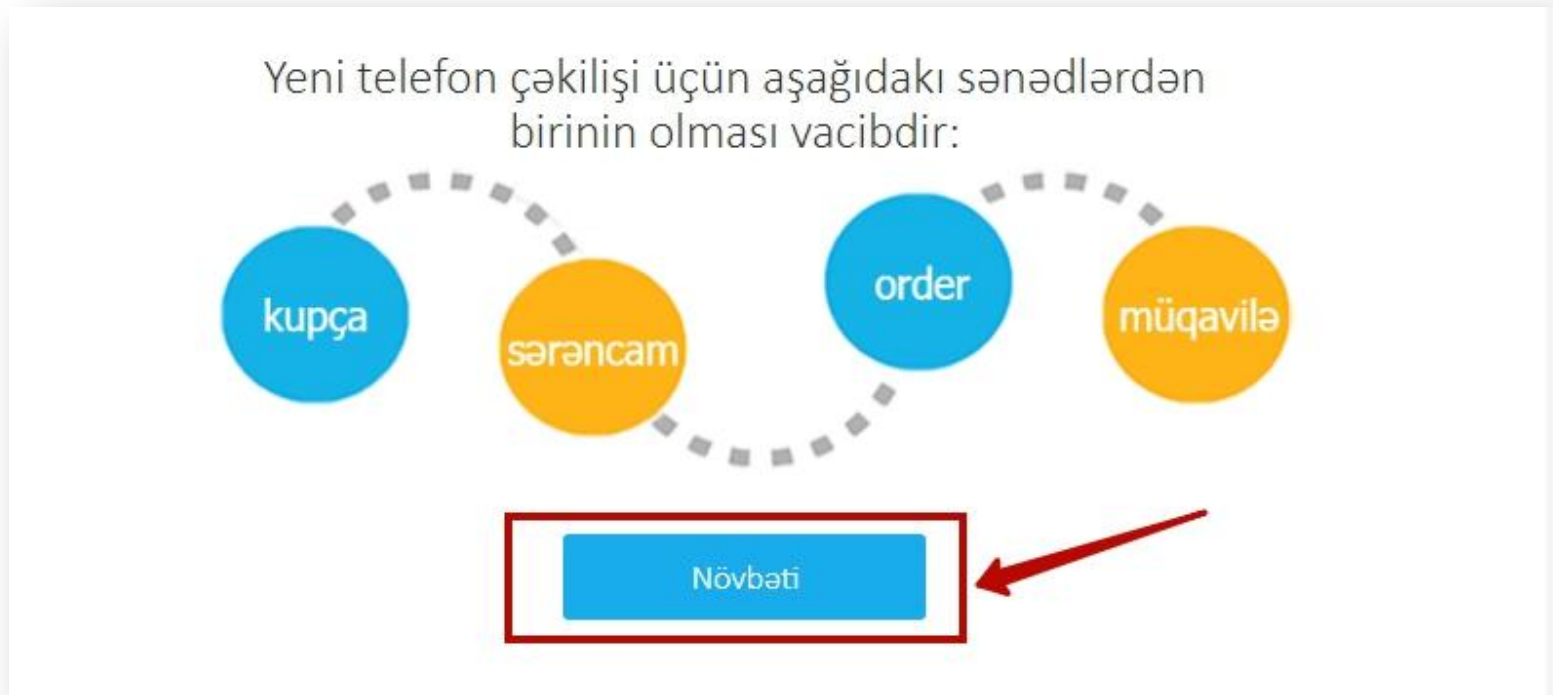 Yeni telefon çəkilişi üçün aşağıdakı sənədlərdən
birinin olması vacibdir:
kupça
sərəncam
order
müqavilə
Növbəti